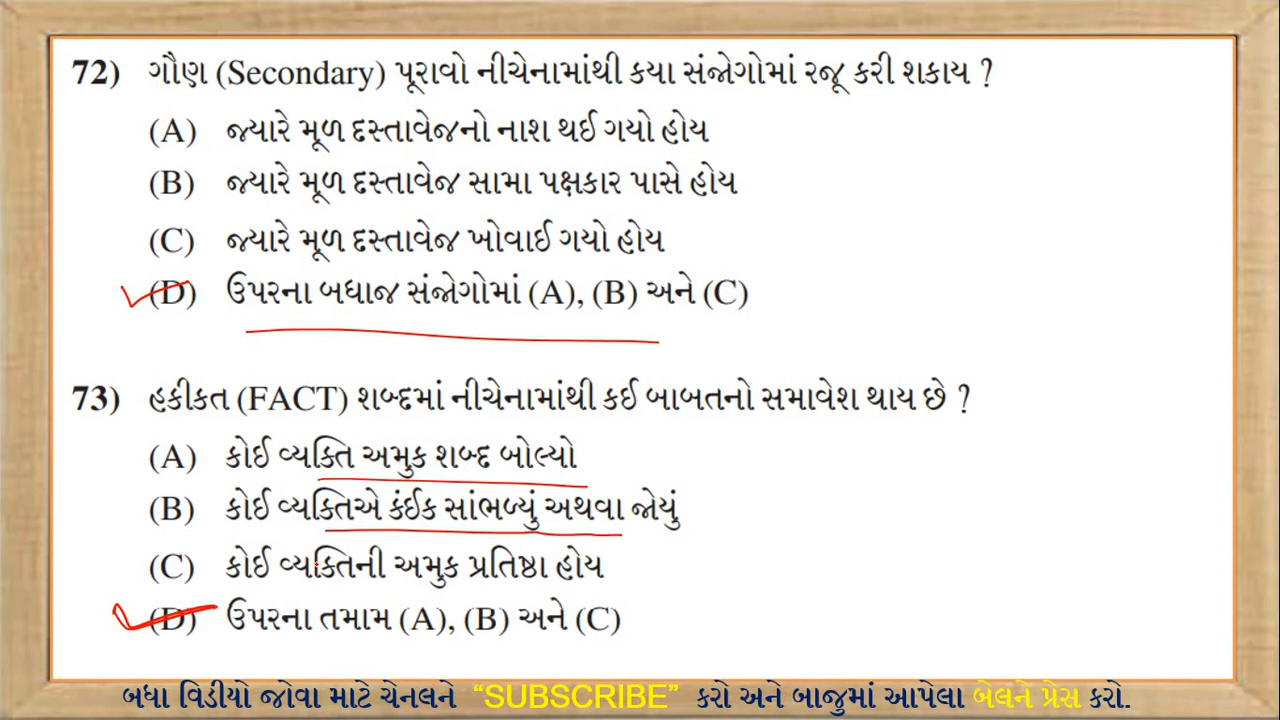 72) ગૌણ (Secondary) પૂરાવો નીચેનામાંથી કયા સંજોગોમાં રજૂ કરી શકાય ?
(A) જ્યારે મૂળ દસ્તાવેજનો નાશ થઈ ગયો હોય
(B) જ્યારે મૂળ દસ્તાવેજ સામા પક્ષકાર પાસે હોય
(C) જ્યારે મૂળ દસ્તાવેજ ખોવાઈ ગયો હોય
(D) ઉપરના બધાજ સંજોગોમાં (A), (B) અને (C)
73) હકીકત (FACT) શબ્દમાં નીચેનામાંથી કઈ બાબતનો સમાવેશ થાય છે ?
(A) કોઈ વ્યક્તિ અમુક શબ્દ બોલ્યો
(B) કોઈ વ્યક્તિએ કંઈક સાંભળ્યું અથવા જોયું
(C) કોઈ વ્યક્તિની અમુક પ્રતિષ્ઠા હોય
(D) ઉપરના તમામ (A), (B) અને (C)
બધા વિડીયો જોવા માટે ચેનલને “SUBSCRIBE” કરો અને બાજુમાં આપેલા બેલને પ્રેસ કરો.